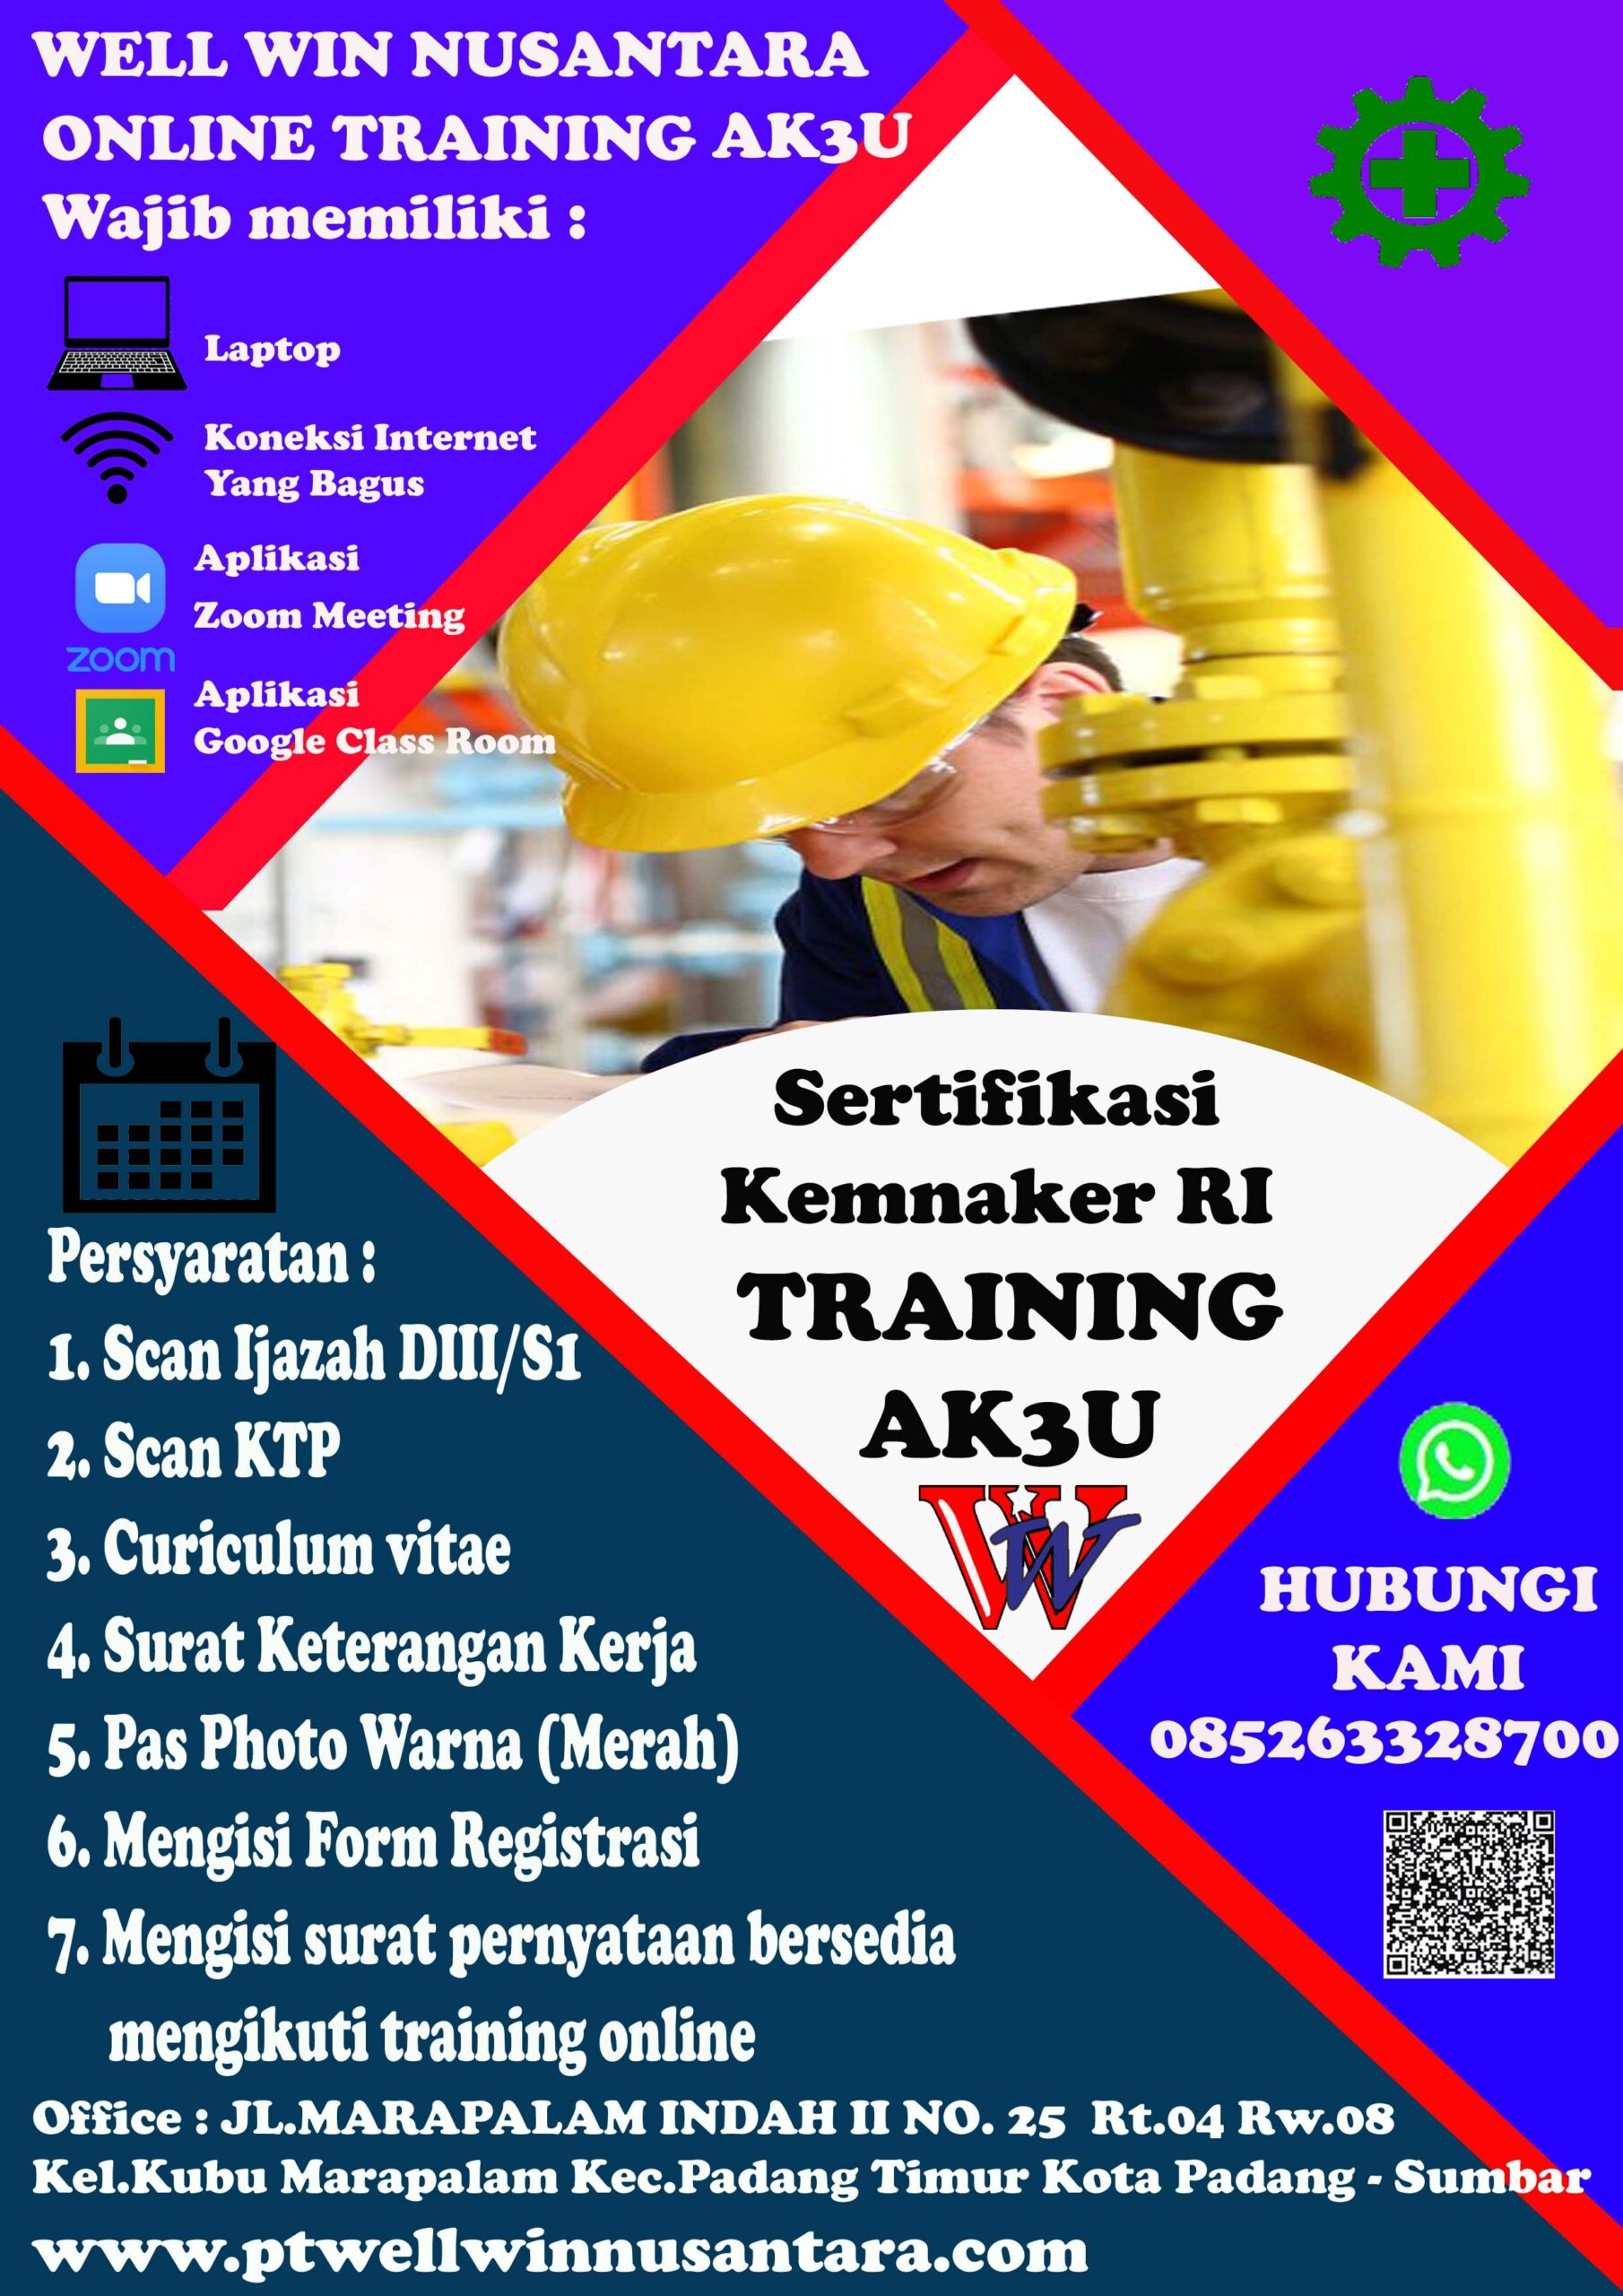 WELL WIN NUSANTARA
ONLINE TRAINING AK3U
Wajib memiliki :
Laptop
Koneksi Internet
Yang Bagus
Aplikasi
Zoom Meeting
zoom
Aplikasi
Google Class Room
Sertifikasi
Kemnaker RI
TRAINING
AK3U
WW
Persyaratan :
1. Scan Ijazah DIII/S1
2. Scan KTP
3. Curiculum vitae
4. Surat Keterangan Kerja
5. Pas Photo Warna (Merah)
6. Mengisi Form Registrasi
7. Mengisi surat pernyataan bersedia
mengikuti training online
HUBUNGI
KAMI
085263328700
Office : JL.MARAPALAM INDAH II NO. 25 Rt.04 Rw.08
Kel.Kubu Marapalam Kec.Padang Timur Kota Padang - Sumbar
www.ptwellwinnusantara.com